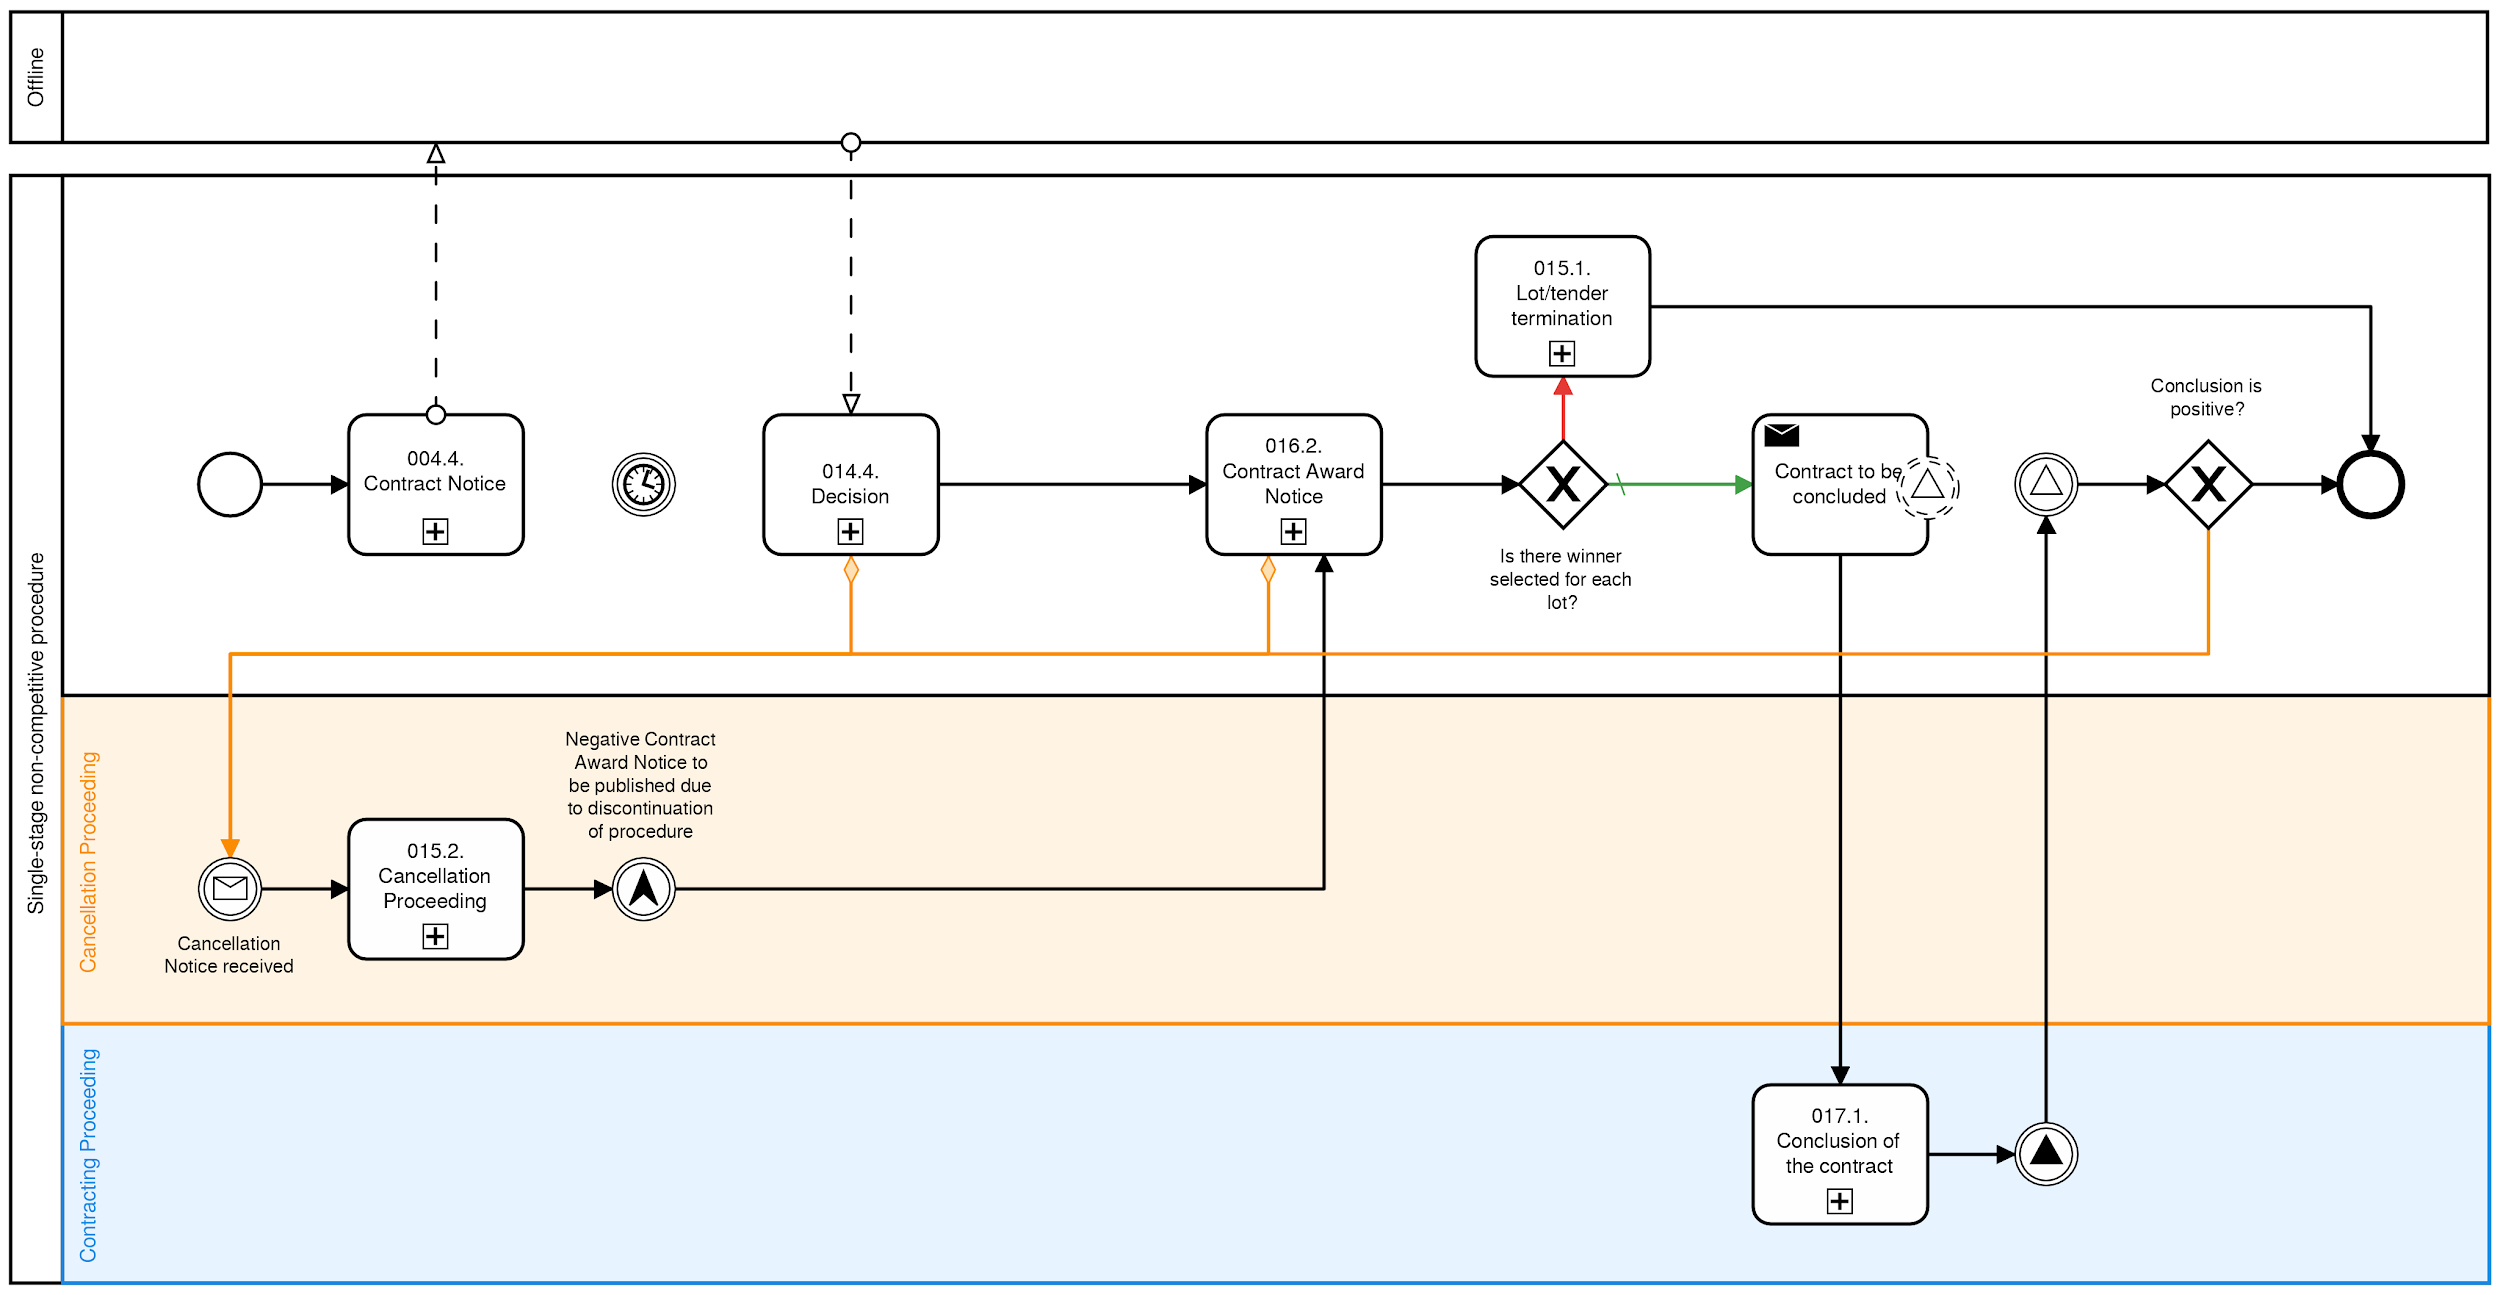 Offline
Single-stage non-competitive procedure
004.4.
Contract Notice
014.4.
Decision
016.2.
Contract Award
Notice
015.1.
Lot/tender
termination
Is there winner
selected for each
lot?
Contract to be
concluded
Conclusion is
positive?
Cancellation Proceeding
Cancellation
Notice received
015.2.
Cancellation
Proceeding
Negative Contract
Award Notice to
be published due
to discontinuation
of procedure
Contracting Proceeding
017.1.
Conclusion of
the contract